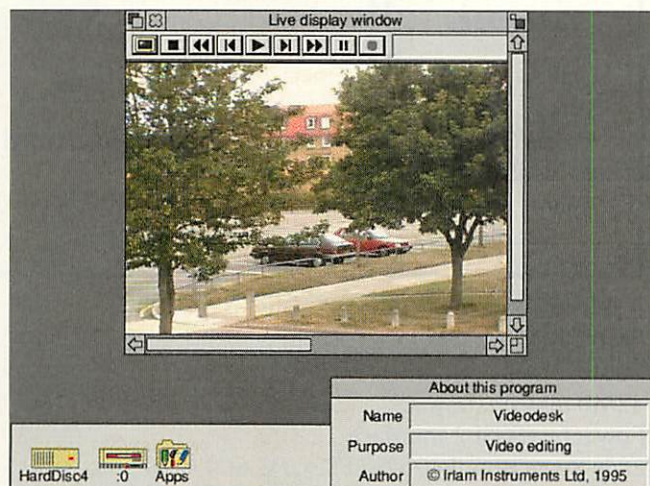 Live display window
About this program
Name Videodesk
Purpose Video editing
Author © Irlam Instruments Ltd, 1995
HardDisc4 :0 Apps